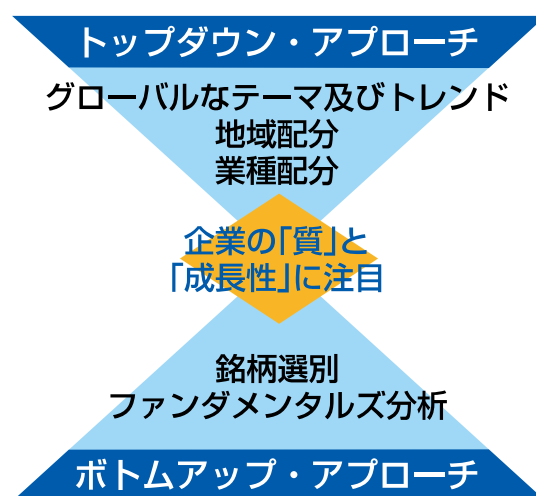 トップダウン・アプローチ
グローバルなテーマ及びトレンド
地域配分
業種配分
企業の「質」と
「成長性」に注目
銘柄選別
ファンダメンタルズ分析
ボトムアップ・アプローチ